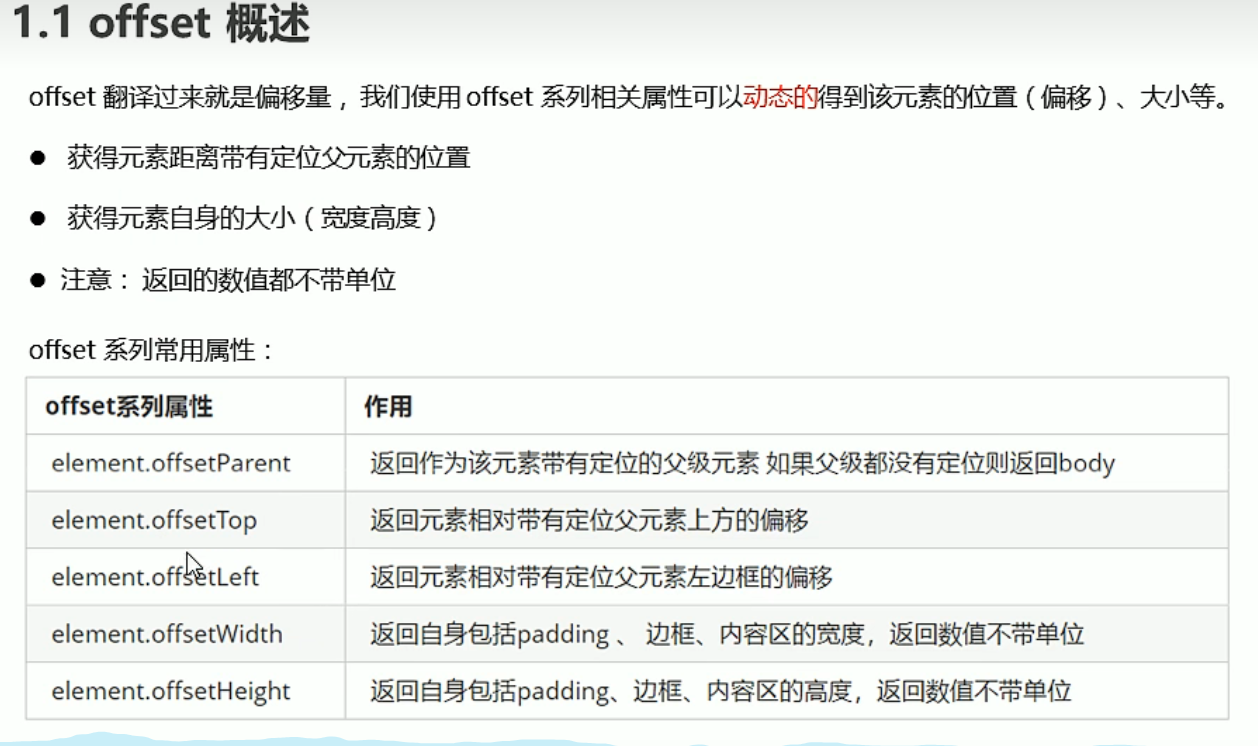 1.1 offset 概述
offset 翻译过来就是偏移量，我们使用 offset 系列相关属性可以动态的得到该元素的位置（偏移）、大小等。
● 获得元素距离带有定位父元素的位置
● 获得元素自身的大小（宽度高度）
● 注意： 返回的数值都不带单位
offset 系列常用属性：
offset系列属性 作用
element.offsetParent 返回作为该元素带有定位的父级元素 如果父级都没有定位则返回body
element.offsetTop 返回元素相对带有定位父元素上方的偏移
element.offsetLeft 返回元素相对带有定位父元素左边框的偏移
element.offsetWidth 返回自身包括padding 、 边框、内容区的宽度，返回数值不带单位
element.offsetHeight 返回自身包括padding、边框、内容区的高度，返回数值不带单位